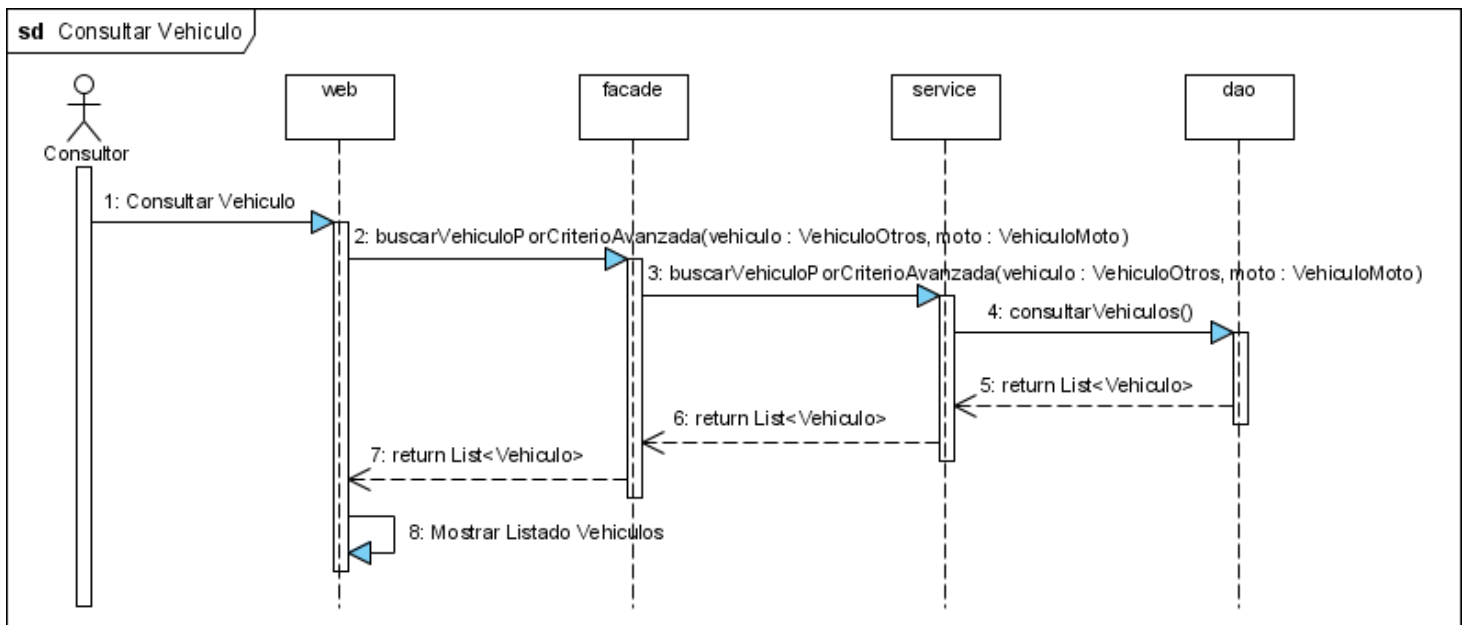 sd Consultar Vehiculo
web
facade
service
dao
Consultor
1: Consultar Vehiculo
2: buscarVehiculoPorCriterioAvanzada(vehiculo : VehiculoOtros, moto : VehiculoMoto)
3: buscarVehiculoPorCriterioAvanzada(vehiculo : VehiculoOtros, moto : VehiculoMoto)
4: consultarVehiculos()
5: return List<Vehiculo>
6: return List<Vehiculo>
7: return List<Vehiculo>
8: Mostrar Listado Vehiculos